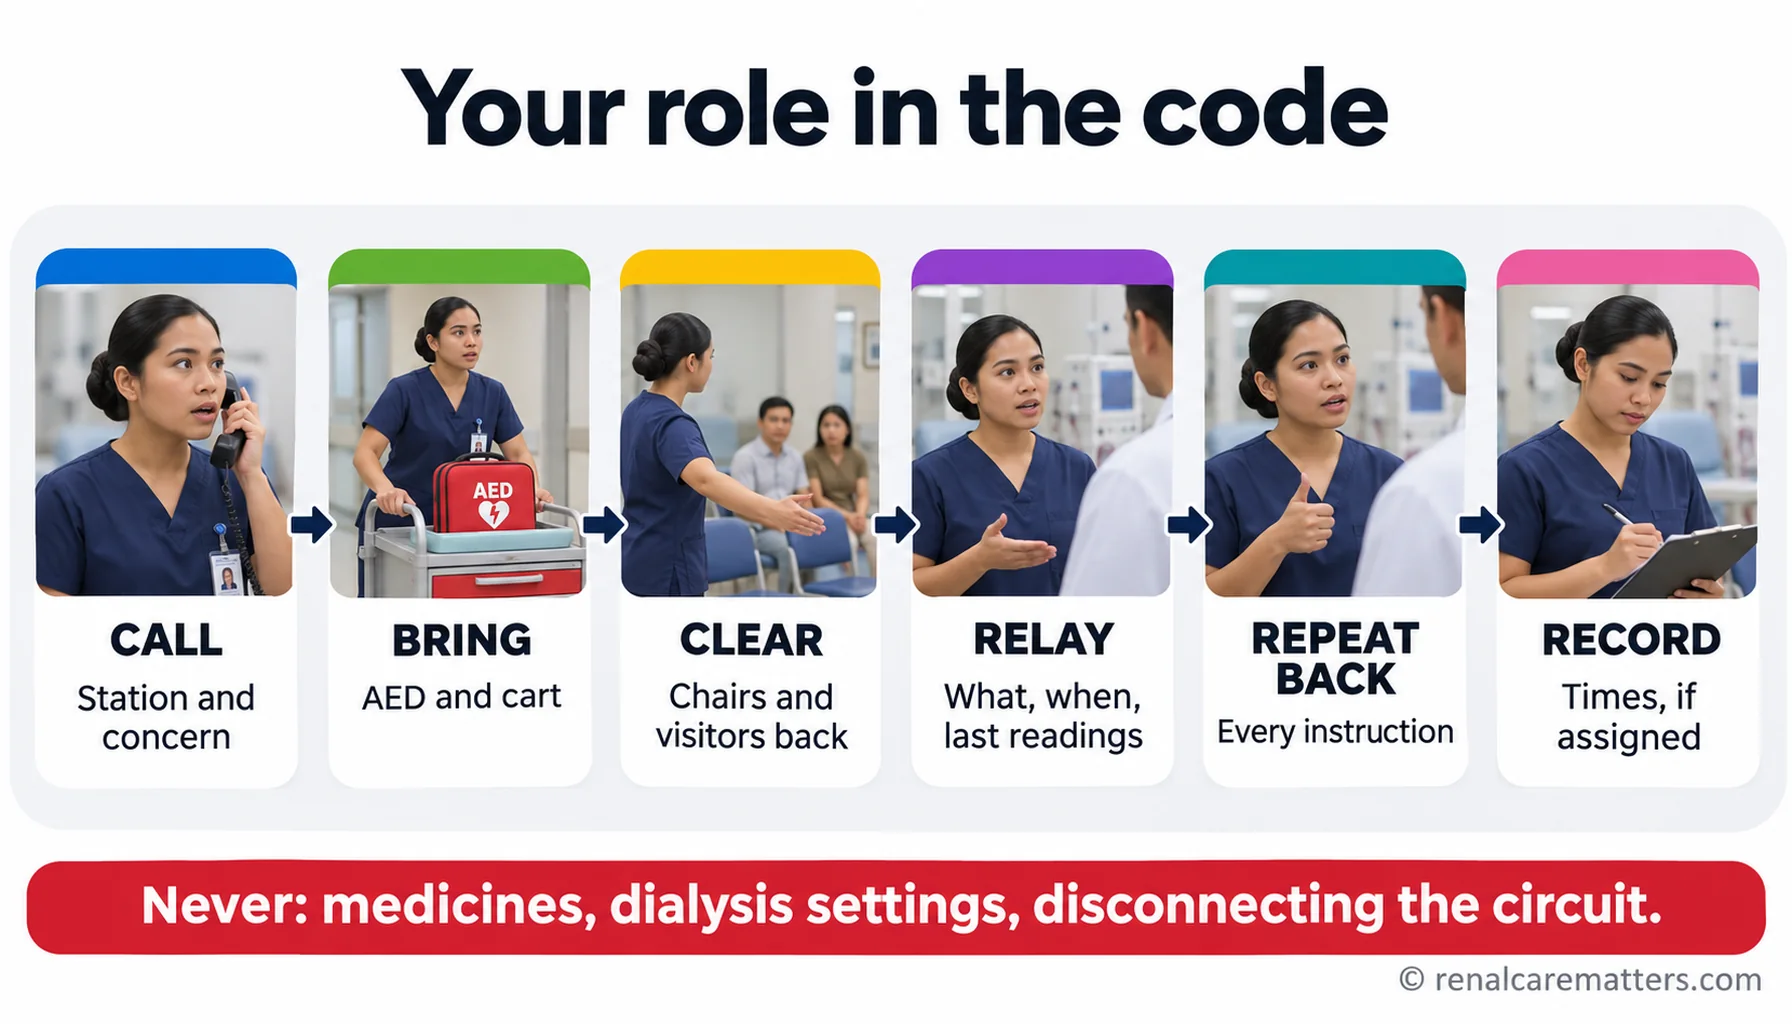 Your role in the code
AED
CALL
Station and
concern
BRING
AED and cart
CLEAR
Chairs and
visitors back
RELAY
What, when,
last readings
REPEAT
BACK
Every instruction
RECORD
Times, if
assigned
Never: medicines, dialysis settings, disconnecting the circuit.
© renalcarematters.com